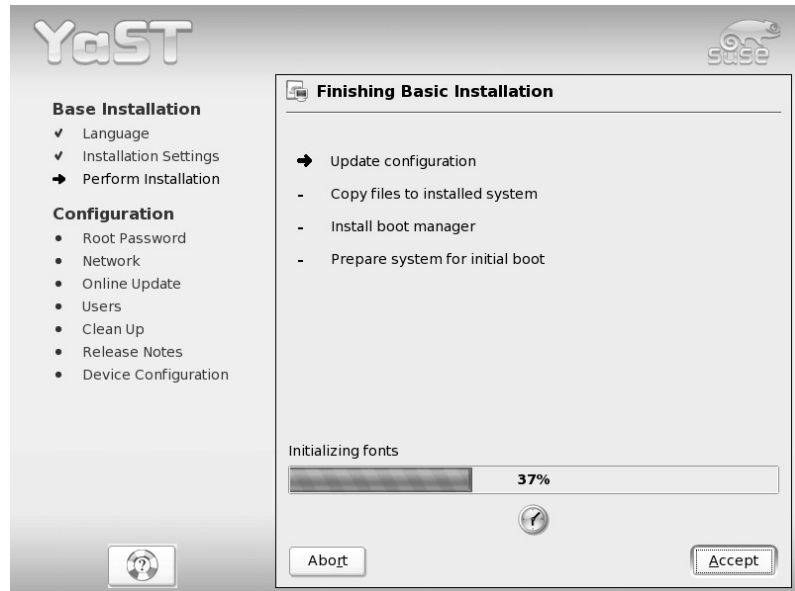 YaST
SUSE
Base Installation
✔ Language
✔ Installation Settings
➔ Perform Installation
Configuration
• Root Password
• Network
• Online Update
• Users
• Clean Up
• Release Notes
• Device Configuration
Finishing Basic Installation
➔ Update configuration
- Copy files to installed system
- Install boot manager
- Prepare system for initial boot
Initializing fonts
37%
?
Abort
Accept